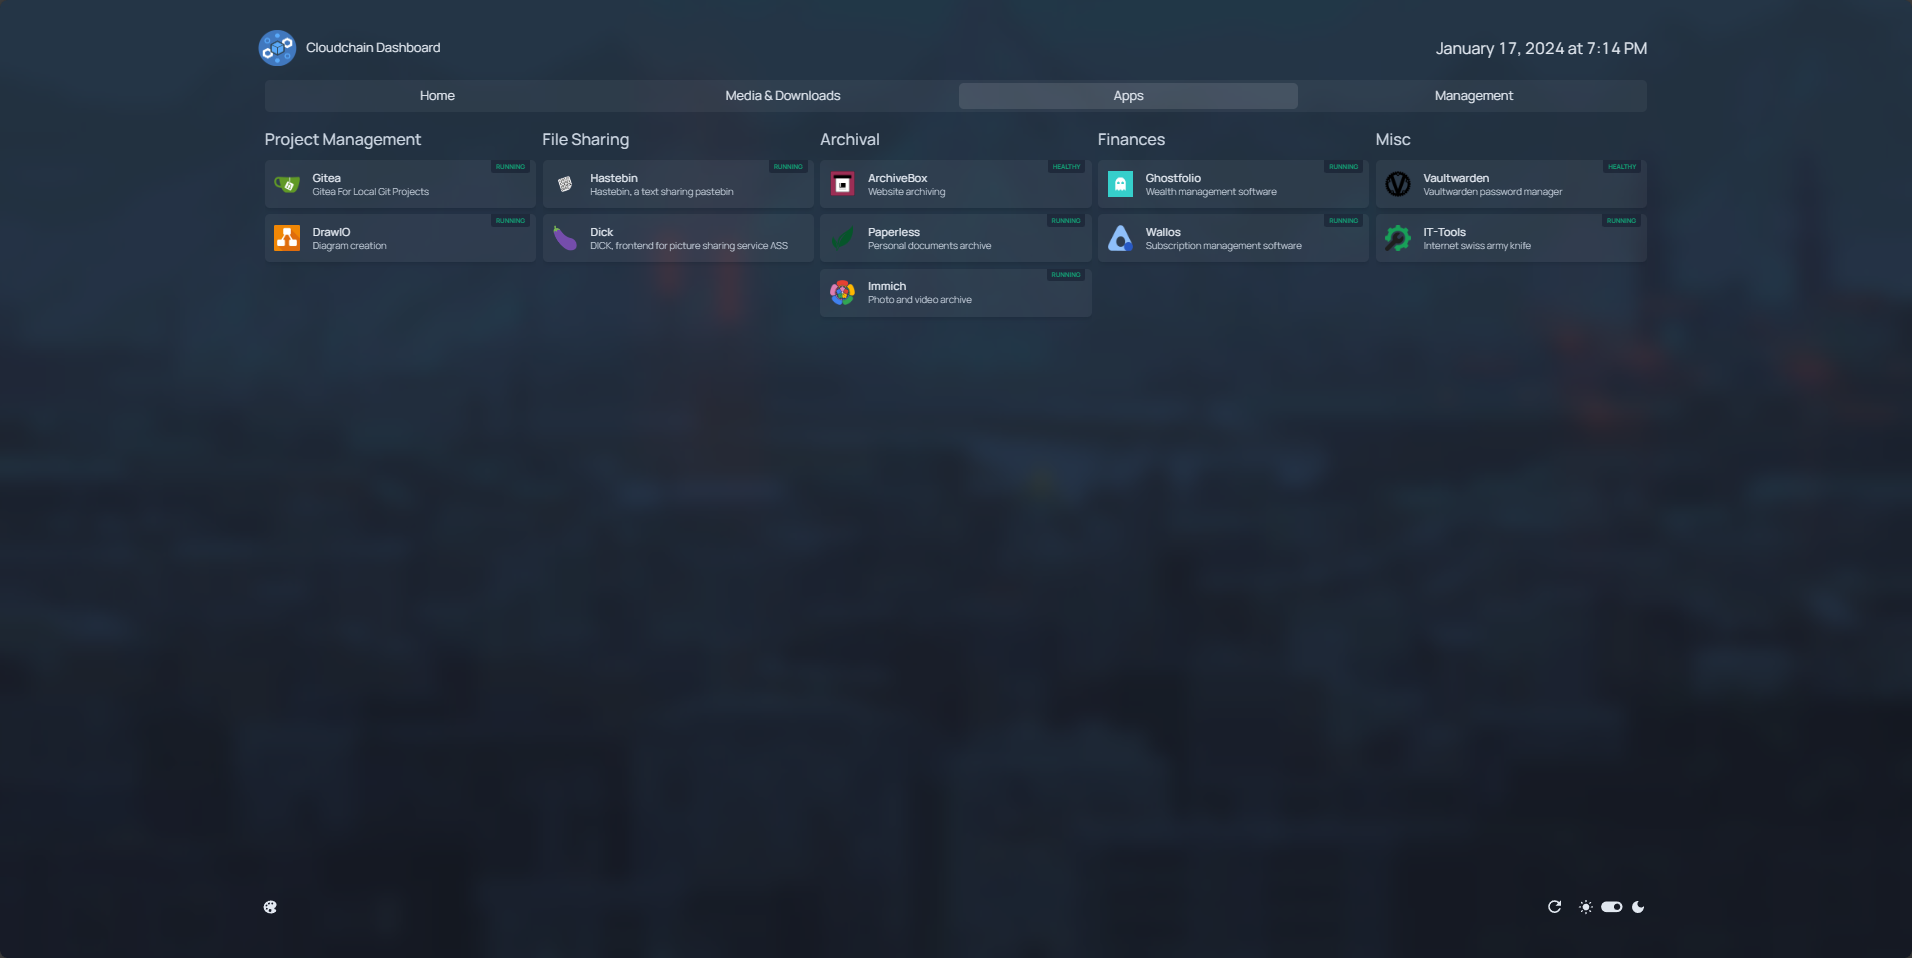 Cloudchain Dashboard
January 17, 2024 at 7:14 PM
Home
Media & Downloads
Apps
Management
Project Management
RUNNING
Gitea
Gitea For Local Git Projects
RUNNING
DrawIO
Diagram creation
File Sharing
RUNNING
Hastebin
Hastebin, a text sharing pastebin
RUNNING
Dick
DICK, frontend for picture sharing service ASS
Archival
HEALTHY
ArchiveBox
Website archiving
RUNNING
Paperless
Personal documents archive
RUNNING
Immich
Photo and video archive
Finances
RUNNING
Ghostfolio
Wealth management software
RUNNING
Wallos
Subscription management software
Misc
HEALTHY
Vaultwarden
Vaultwarden password manager
RUNNING
IT-Tools
Internet swiss army knife